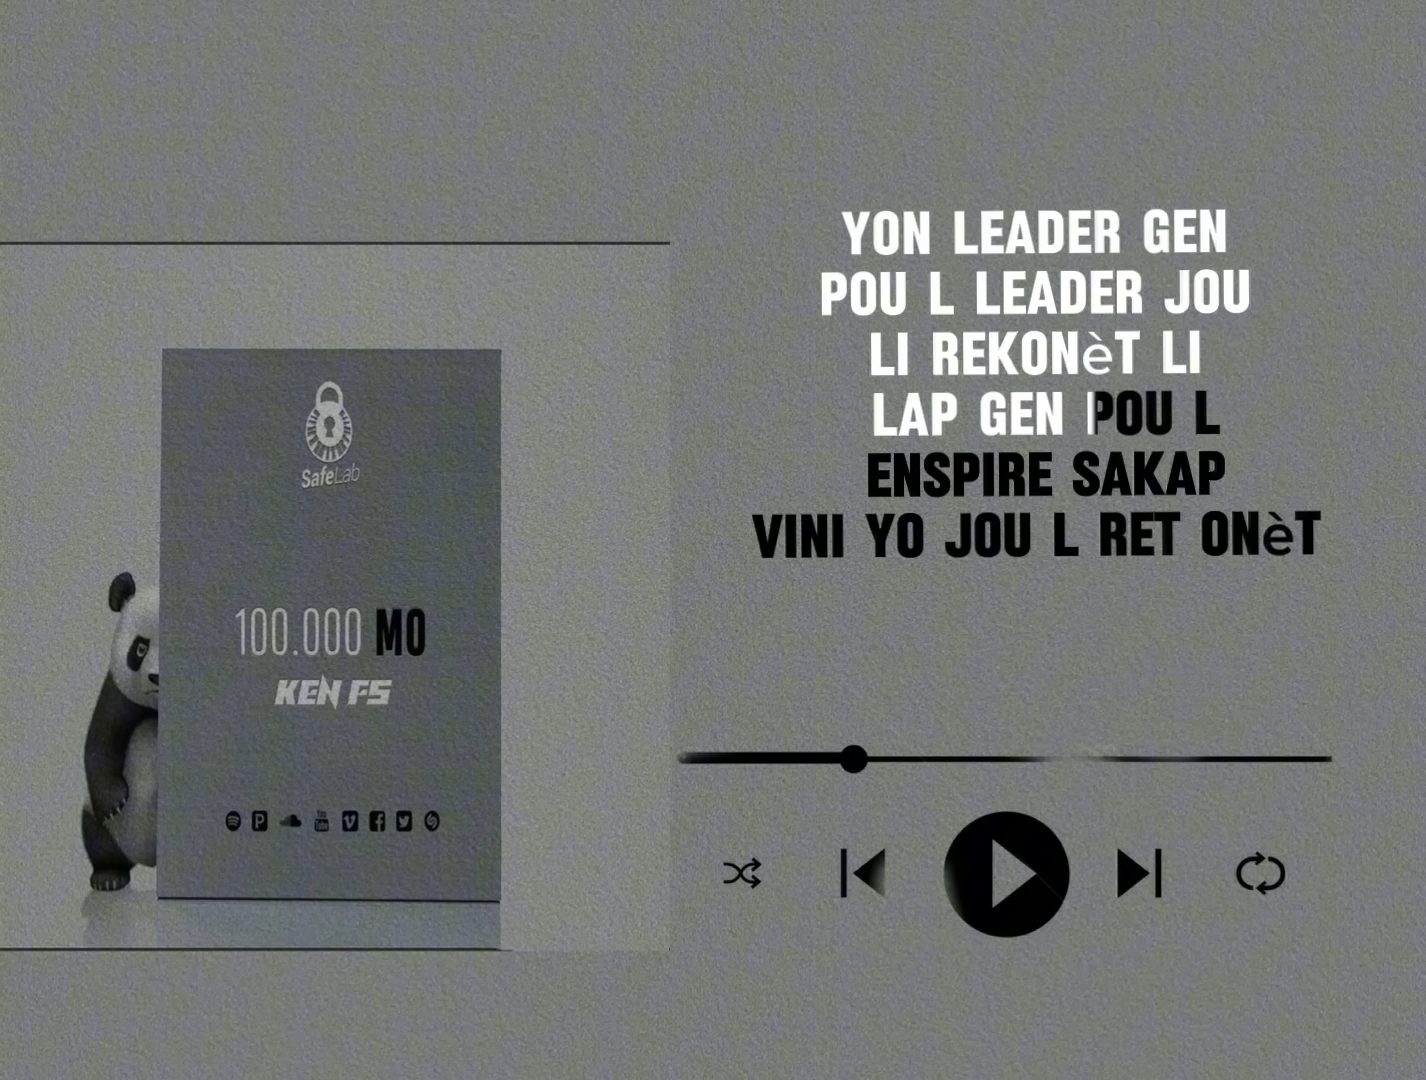 SafeLab
100.000 MO
KEN FS
YON LEADER GEN
POU L LEADER JOU
LI REKONèT LI
LAP GEN POU L
ENSPIRE SAKAP
VINI YO JOU L RET ONèT